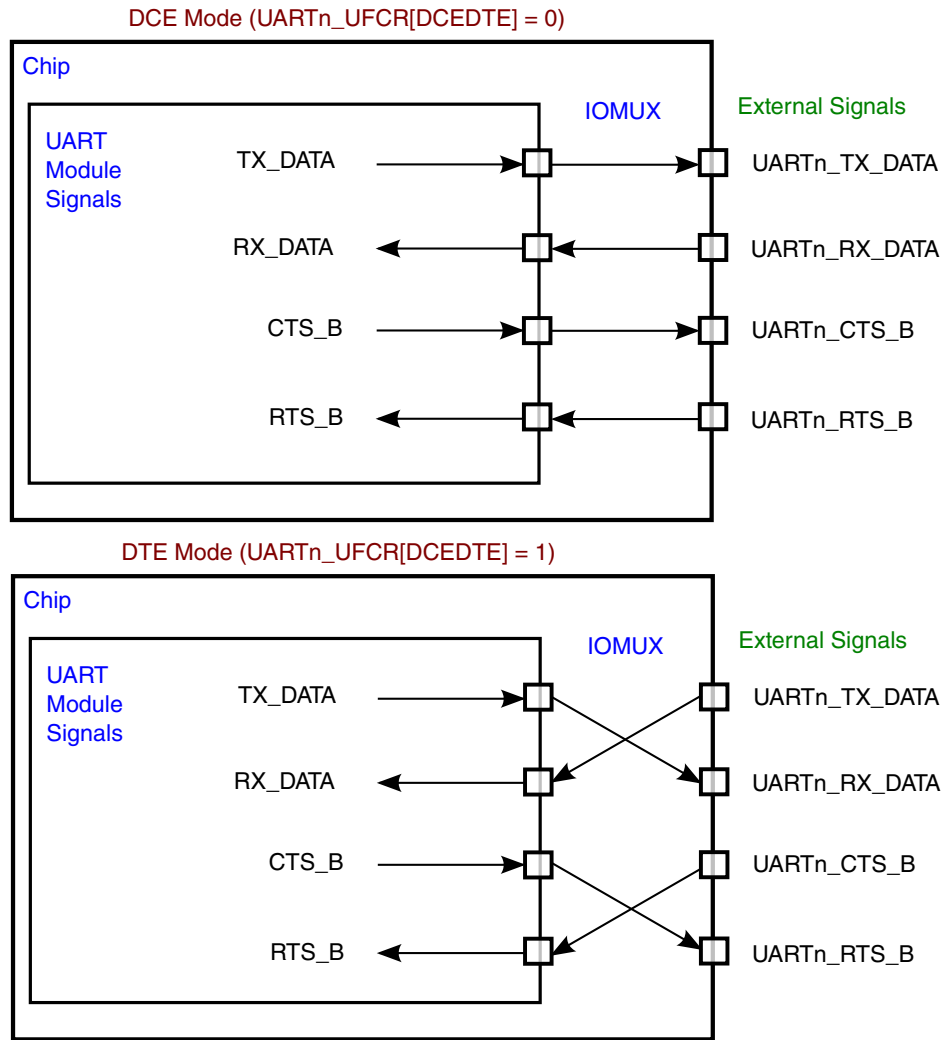 DCE Mode (UARTn_UFCR[DCEDTE] = 0)
Chip
IOMUX
External Signals
UART
Module
Signals
TX_DATA
UARTn_TX_DATA
RX_DATA
UARTn_RX_DATA
CTS_B
UARTn_CTS_B
RTS_B
UARTn_RTS_B
DTE Mode (UARTn_UFCR[DCEDTE] = 1)
Chip
IOMUX
External Signals
UART
Module
Signals
TX_DATA
UARTn_TX_DATA
RX_DATA
UARTn_RX_DATA
CTS_B
UARTn_CTS_B
RTS_B
UARTn_RTS_B